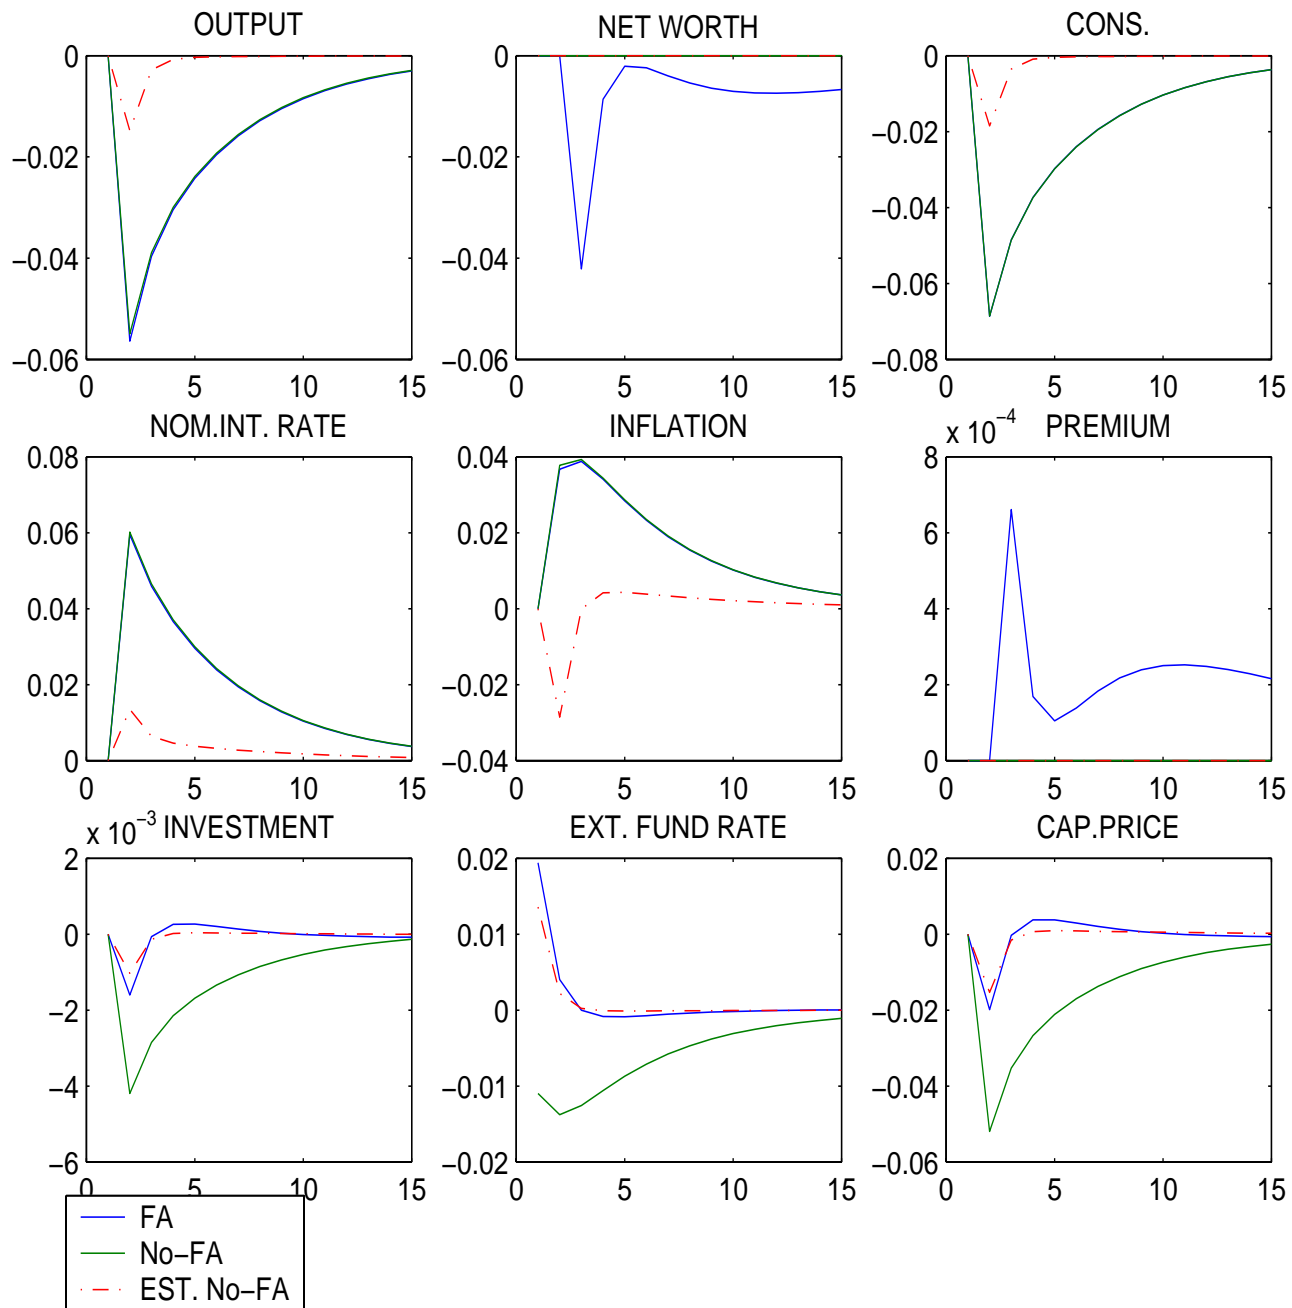 OUTPUT NET WORTH CONS.
0 0 0
−0.02 −0.02 −0.02
−0.04 −0.04 −0.04
−0.06
−0.06 −0.06 −0.08
0 5 10 15 0 5 10 15 0 5 10 15
NOM.INT. RATE INFLATION x 10−4 PREMIUM
0.08 0.04 8
0.06 0.02 6
0.04 0 4
0.02 −0.02 2
0 −0.04 0
0 5 10 15 0 5 10 15 0 5 10 15
x 10−3 INVESTMENT EXT. FUND RATE CAP.PRICE
2 0.02 0.02
0 0.01 0
−2 0 −0.02
−4 −0.01 −0.04
−6 −0.02 −0.06
0 5 10 15 0 5 10 15 0 5 10 15
FA
No−FA
EST. No−FA